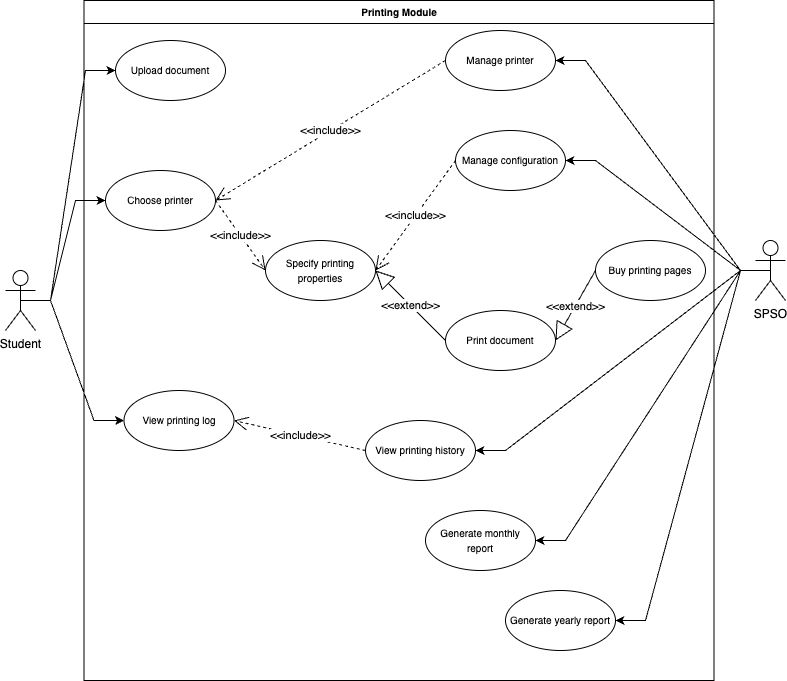 Printing Module
Upload document
Manage printer
<<include>>
Manage configuration
Choose printer
<<include>>
<<include>>
Specify printing
properties
Buy printing pages
<<extend>>
<<extend>>
Print document
Student
SPSO
View printing log
<<include>>
View printing history
Generate monthly
report
Generate yearly report